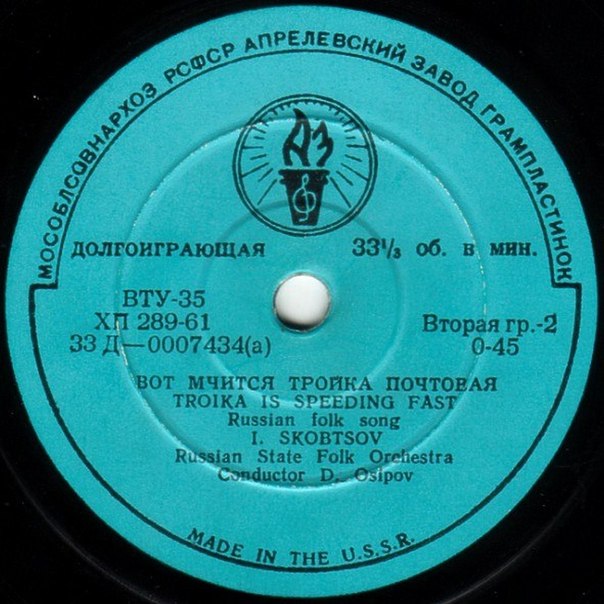 МОСОБЛСОВНАРХОЗ РСФСР АПРЕЛЕВСКИЙ ЗАВОД ГРАМПЛАСТИНОК
АЗ
ДОЛГОИГРАЮЩАЯ 33⅓ об. в мин.
ВТУ-35
ХП 289-61 Вторая гр.-2
33 Д—0007434(а) 0-45
ВОТ МЧИТСЯ ТРОЙКА ПОЧТОВАЯ
TROIKA IS SPEEDING FAST
Russian folk song
I. SKOBTSOV
Russian State Folk Orchestra
Conductor D. Osipov
MADE IN THE U.S.S.R.